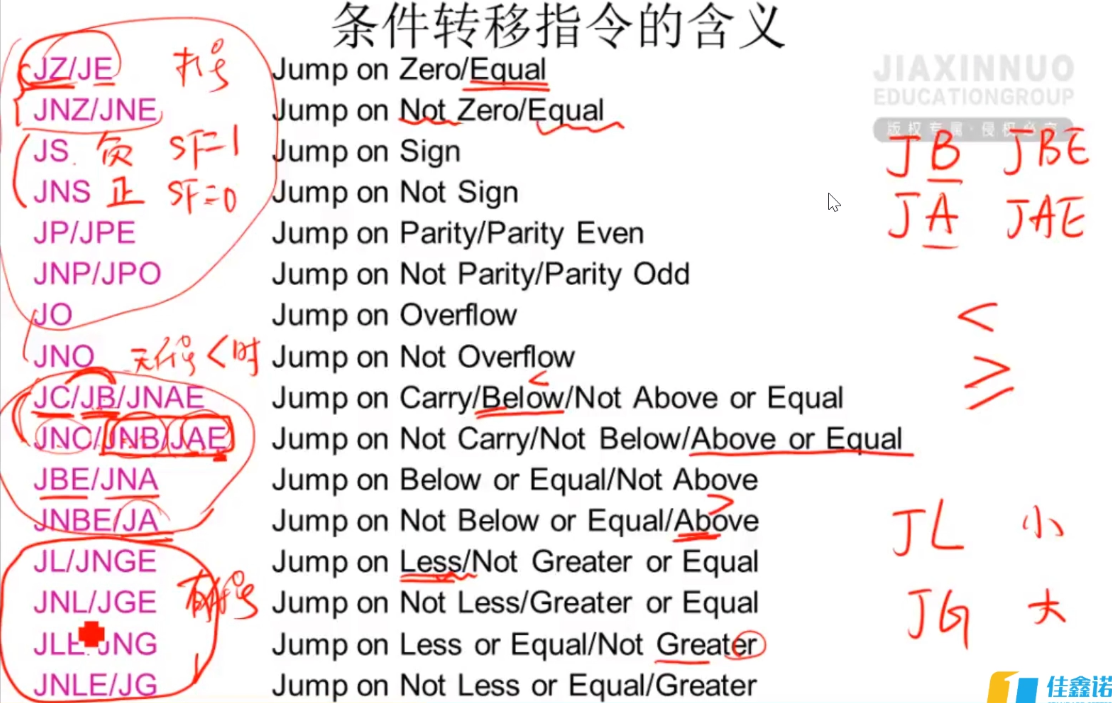 条件转移指令的含义
JZ/JE Jump on Zero/Equal
JNZ/JNE Jump on Not Zero/Equal
JS 负 SF=1 Jump on Sign
JNS 正 SF=0 Jump on Not Sign
JP/JPE Jump on Parity/Parity Even
JNP/JPO Jump on Not Parity/Parity Odd
JO Jump on Overflow
JNO 无符号<时 Jump on Not Overflow
<
JC/JB/JNAE Jump on Carry/Below/Not Above or Equal
JNC/JNB/JAE Jump on Not Carry/Not Below/Above or Equal
JBE/JNA Jump on Below or Equal/Not Above
>
JNBE/JA Jump on Not Below or Equal/Above
JL/JNGE Jump on Less/Not Greater or Equal
JNL/JGE 有符号 Jump on Not Less/Greater or Equal
JLE/JNG Jump on Less or Equal/Not Greater
JNLE/JG Jump on Not Less or Equal/Greater
JIAXINNUO
EDUCATIONGROUP
版权专属·侵权必究
JB JBE
JA JAE
<
≥
JL 小
JG 大
佳鑫诺